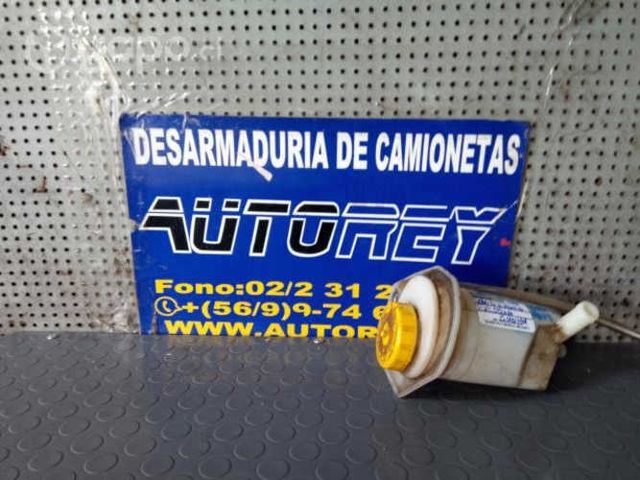 DESARMADURIA DE CAMIONETAS
AUTOREY
Fono:02/2 31 2
+(56/9)9-74 6
WWW.AUTOR